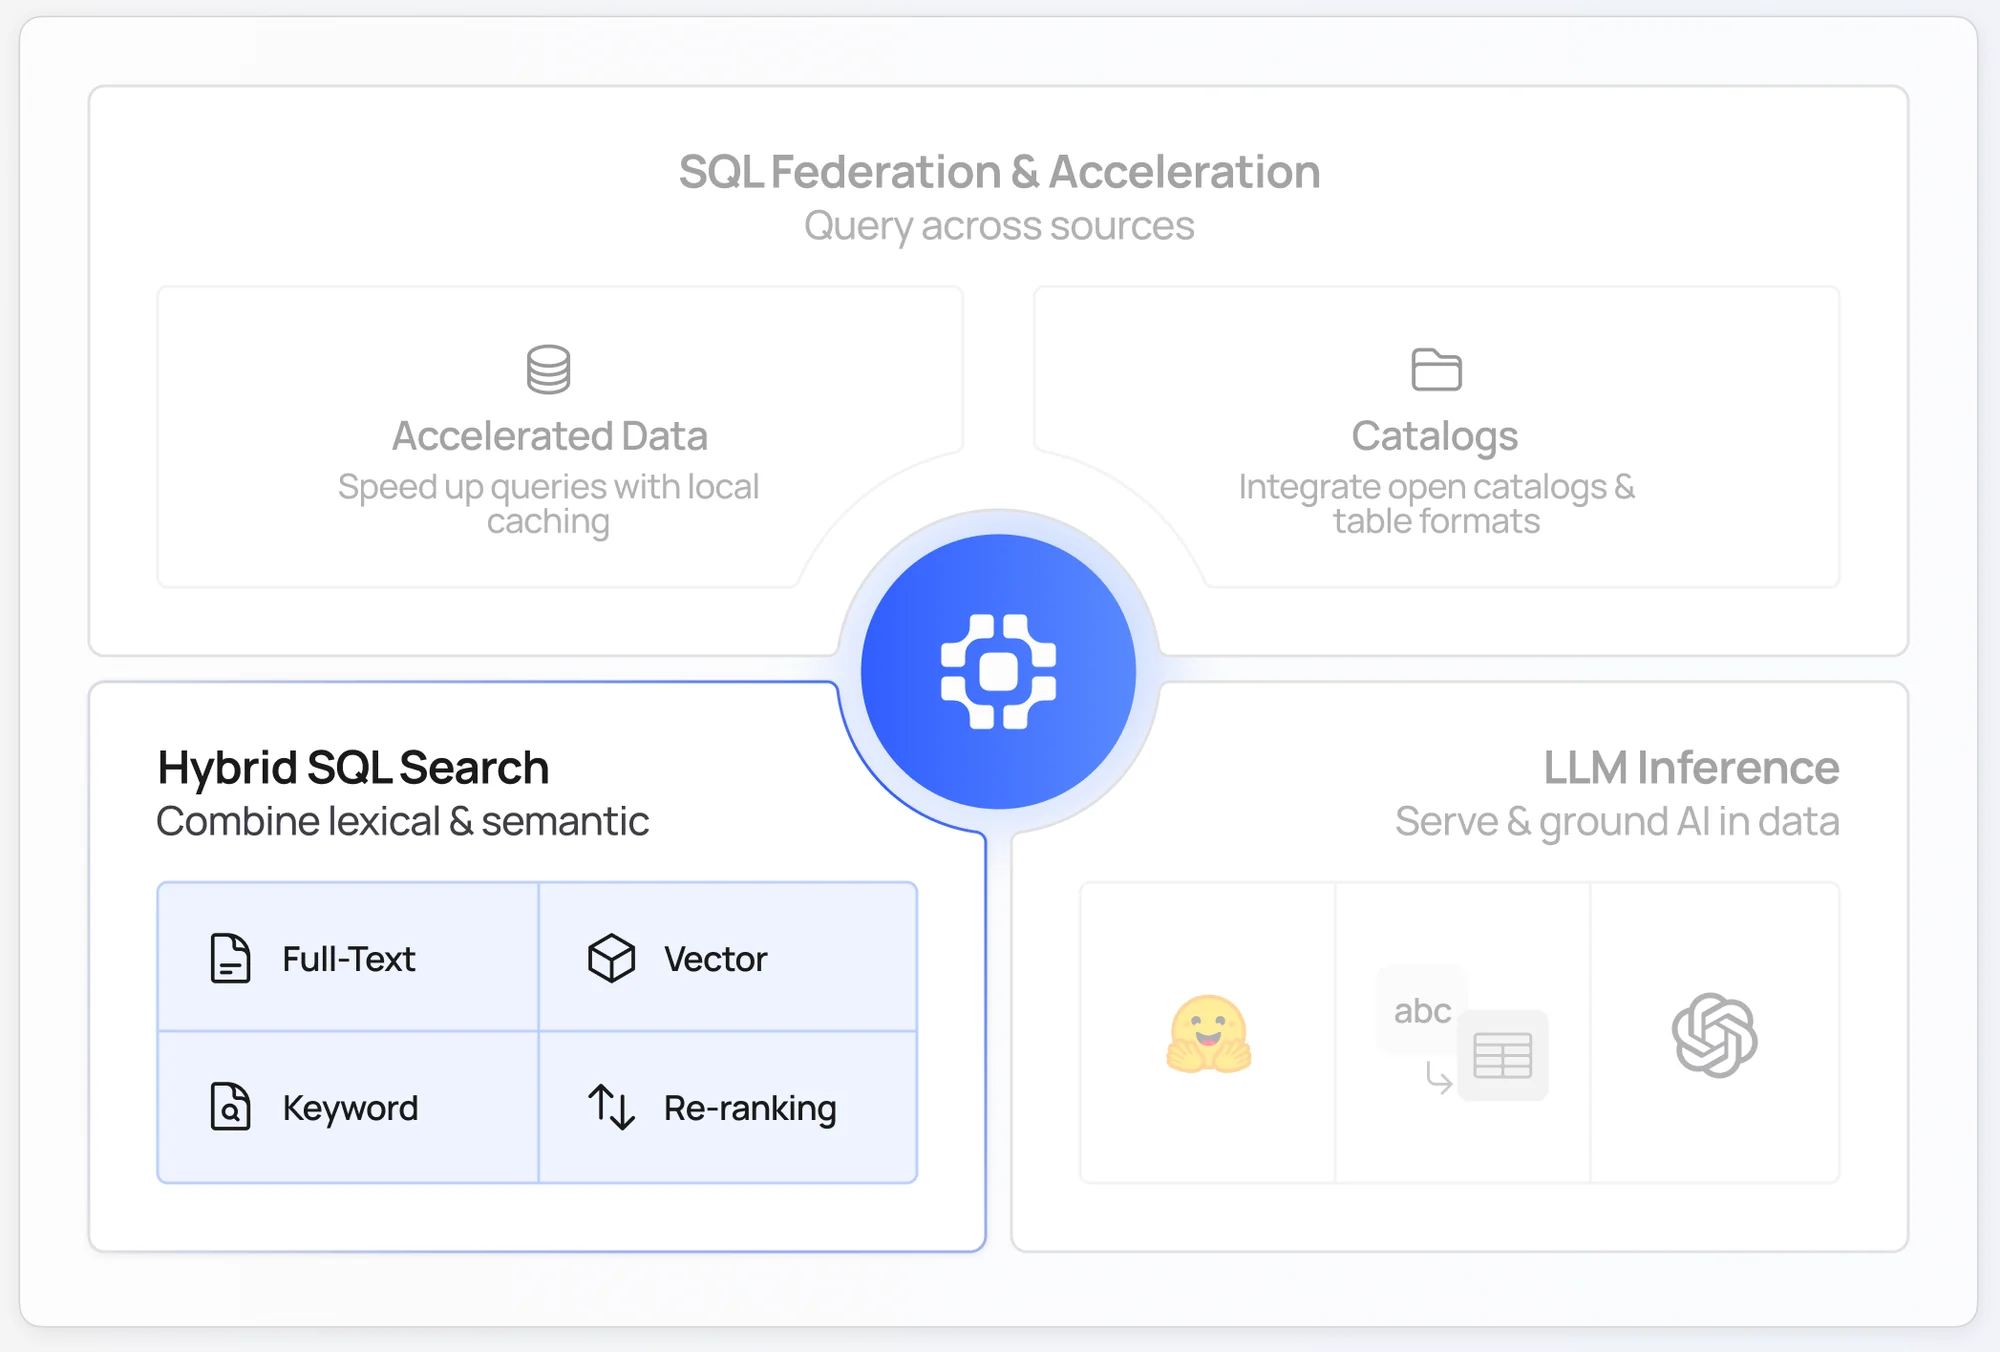 SQL Federation & Acceleration
Query across sources
Accelerated Data
Speed up queries with local
caching
Catalogs
Integrate open catalogs &
table formats
Hybrid SQL Search
Combine lexical & semantic
Full-Text
Vector
Keyword
Re-ranking
LLM Inference
Serve & ground AI in data
abc